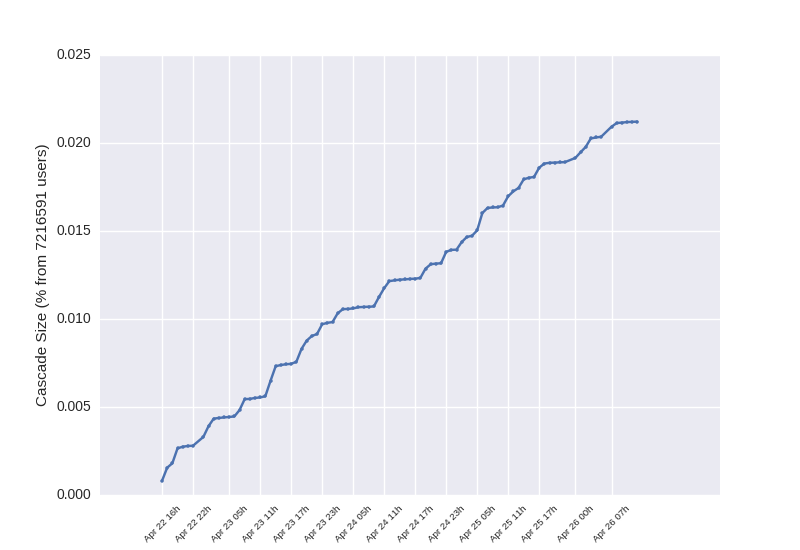 0.025
0.020
0.015
0.010
0.005
0.000
Cascade Size (% from 7216591 users)
Apr 22 16h
Apr 22 22h
Apr 23 05h
Apr 23 11h
Apr 23 17h
Apr 23 23h
Apr 24 05h
Apr 24 11h
Apr 24 17h
Apr 24 23h
Apr 25 05h
Apr 25 11h
Apr 25 17h
Apr 26 00h
Apr 26 07h